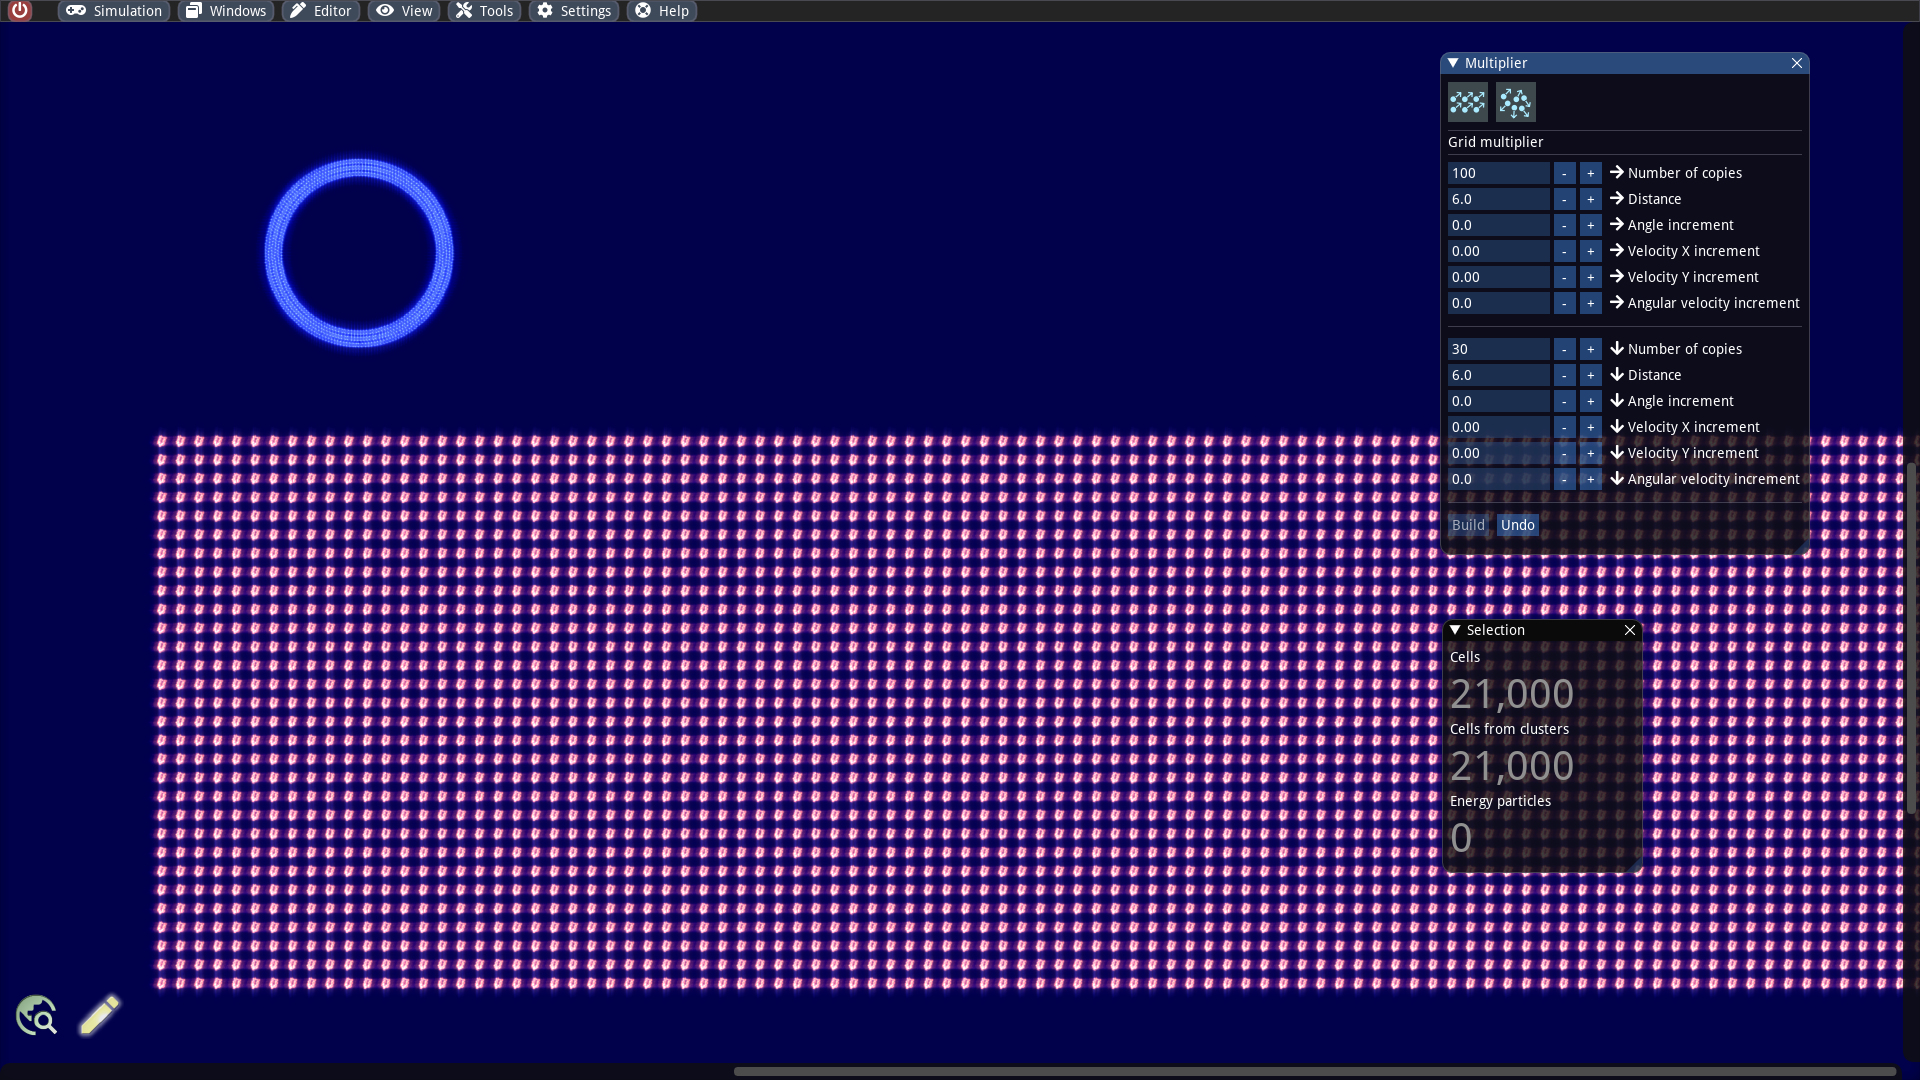 Simulation Windows Editor View Tools Settings Help
Multiplier
Grid multiplier
100 - + Number of copies
6.0 - + Distance
0.0 - + Angle increment
0.00 - + Velocity X increment
0.00 - + Velocity Y increment
0.0 - + Angular velocity increment
30 - + Number of copies
6.0 - + Distance
0.0 - + Angle increment
0.00 - + Velocity X increment
0.00 - + Velocity Y increment
0.0 - + Angular velocity increment
Build Undo
Selection
Cells
21,000
Cells from clusters
21,000
Energy particles
0